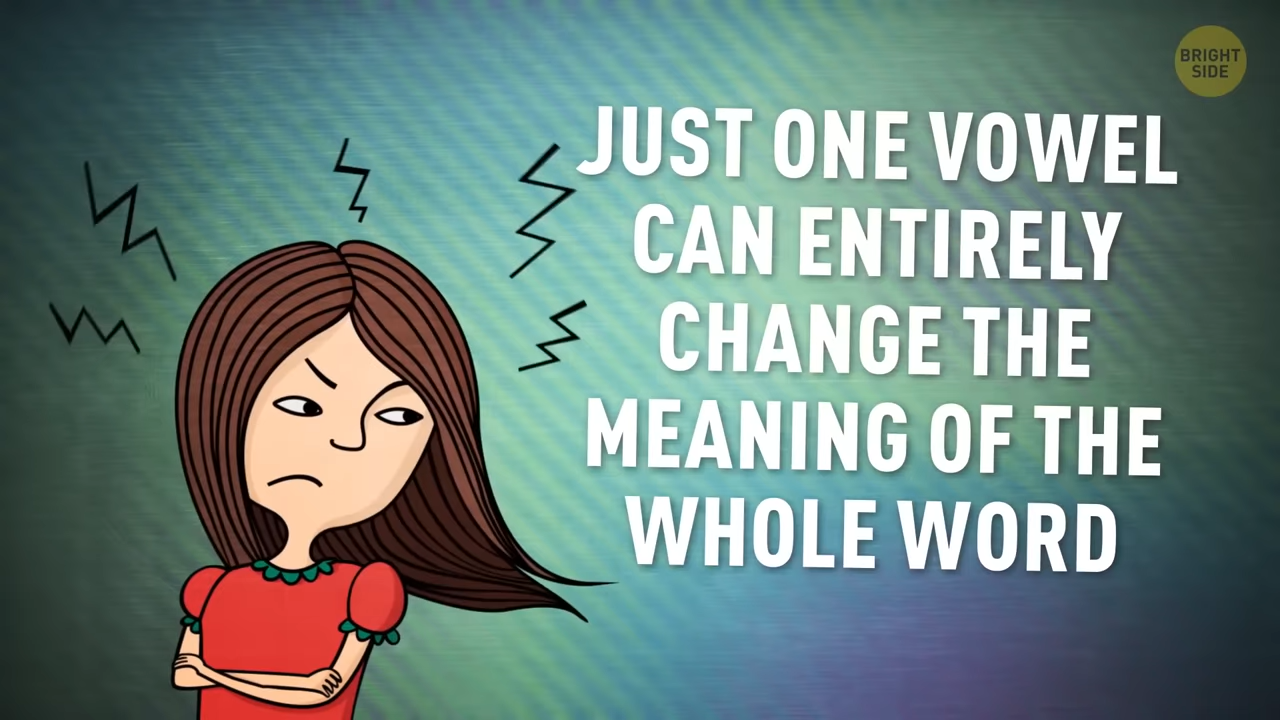 BRIGHT
SIDE
JUST ONE VOWEL
CAN ENTIRELY
CHANGE THE
MEANING OF THE
WHOLE WORD